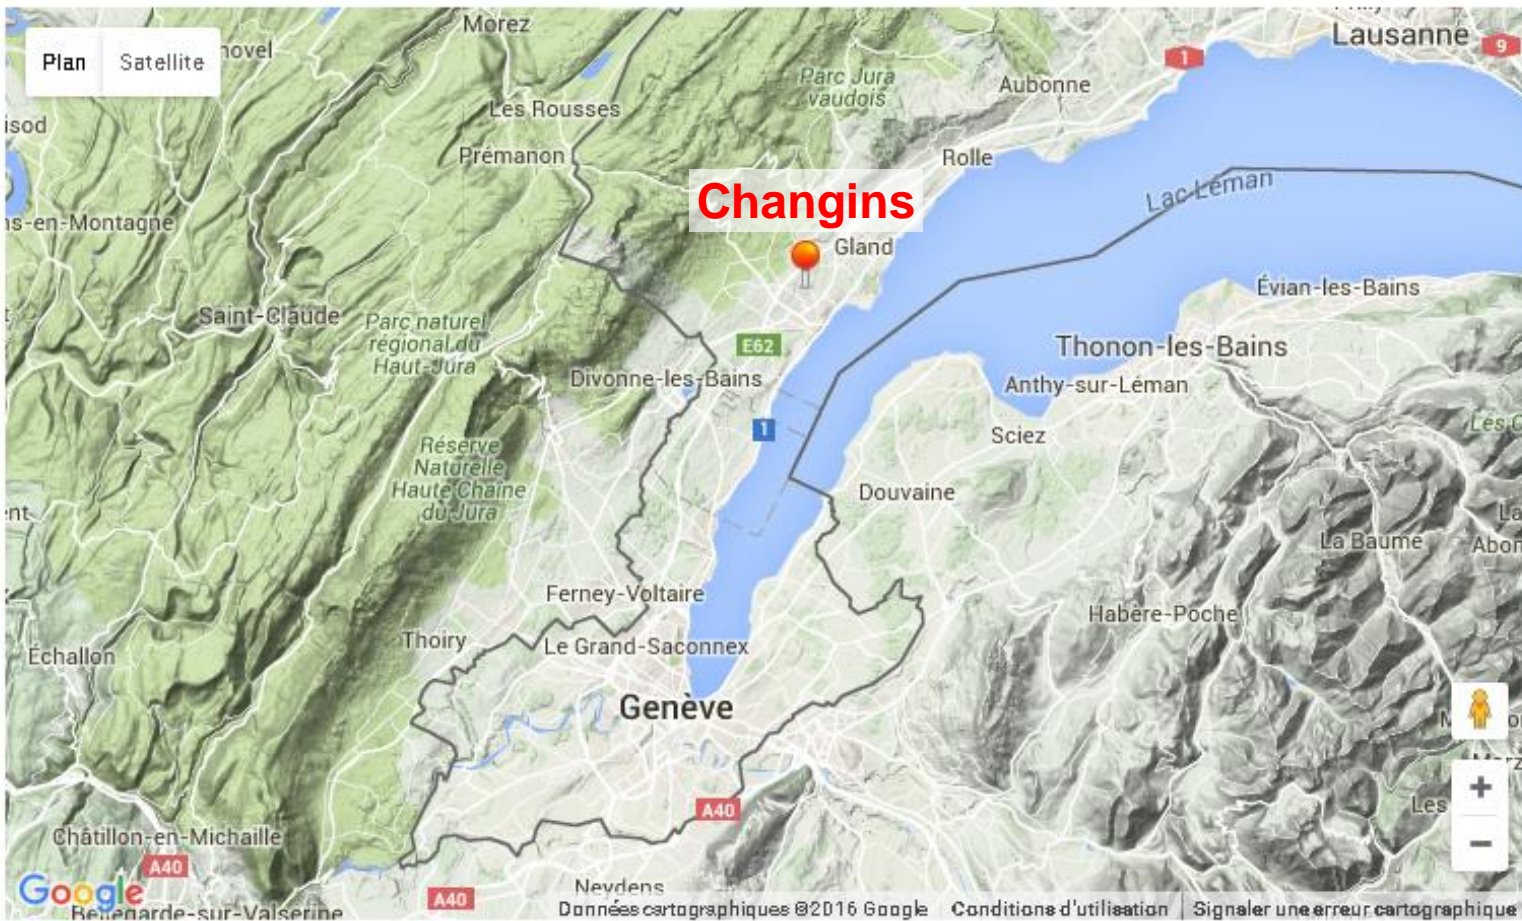 Morez
Lausanne
9
Plan
Satellite
novel
1
Parc Jura
vaudois
Aubonne
Les Rousses
isod
Prémanon
Rolle
Changins
Lac Léman
ns-en-Montagne
Gland
Évian-les-Bains
Saint-Claude
Parc naturel
régional du
Haut-Jura
E62
Thonon-les-Bains
Divonne-les-Bains
Anthy-sur-Léman
1
Sciez
Les C
Réserve
Naturelle
Haute Chaîne
du Jura
Douvaine
ent
La
La Baume
Abon
Ferney-Voltaire
Habère-Poche
Thoiry
Le Grand-Saconnex
Échallon
Genève
A40
Les
Châtillon-en-Michaille
A40
Google
A40
Neydens
Bellegarde-sur-Valserine
Données cartographiques ©2016 Google
Conditions d'utilisation
Signaler une erreur cartographique